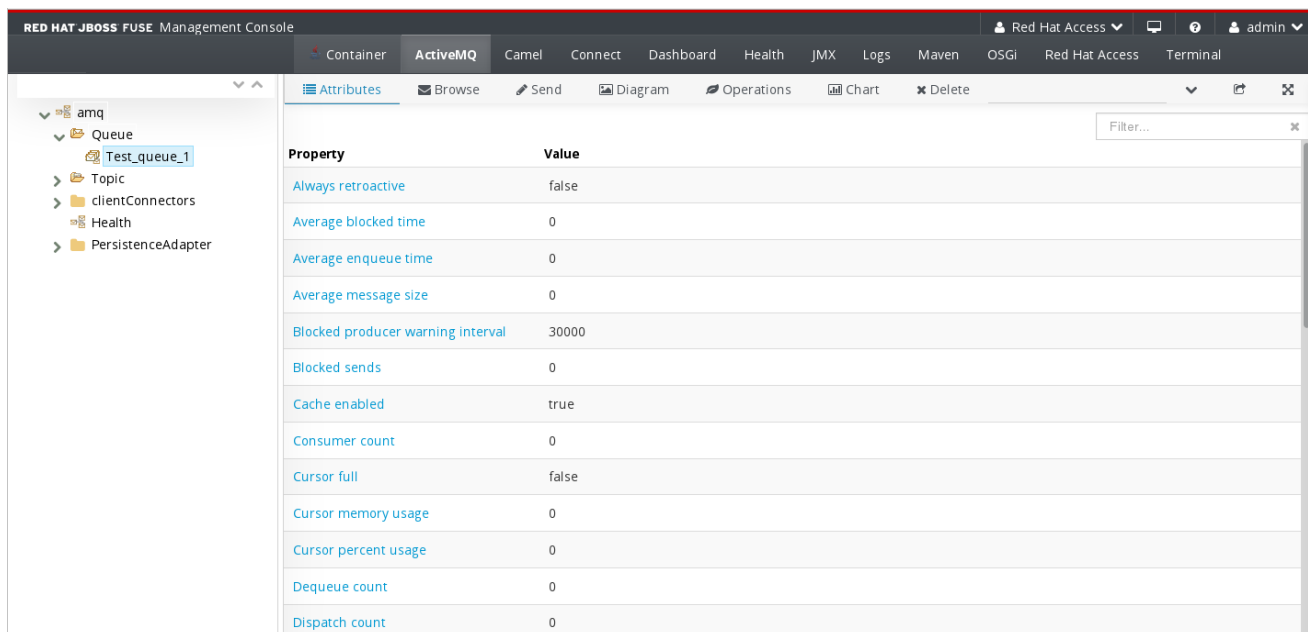 RED HAT JBOSS FUSE Management Console
Red Hat Access
admin
Container ActiveMQ Camel Connect Dashboard Health JMX Logs Maven OSGi Red Hat Access Terminal
Attributes Browse Send Diagram Operations Chart Delete
amq
Queue
Test_queue_1
Topic
clientConnectors
Health
PersistenceAdapter
Filter...
Property Value
Always retroactive false
Average blocked time 0
Average enqueue time 0
Average message size 0
Blocked producer warning interval 30000
Blocked sends 0
Cache enabled true
Consumer count 0
Cursor full false
Cursor memory usage 0
Cursor percent usage 0
Dequeue count 0
Dispatch count 0